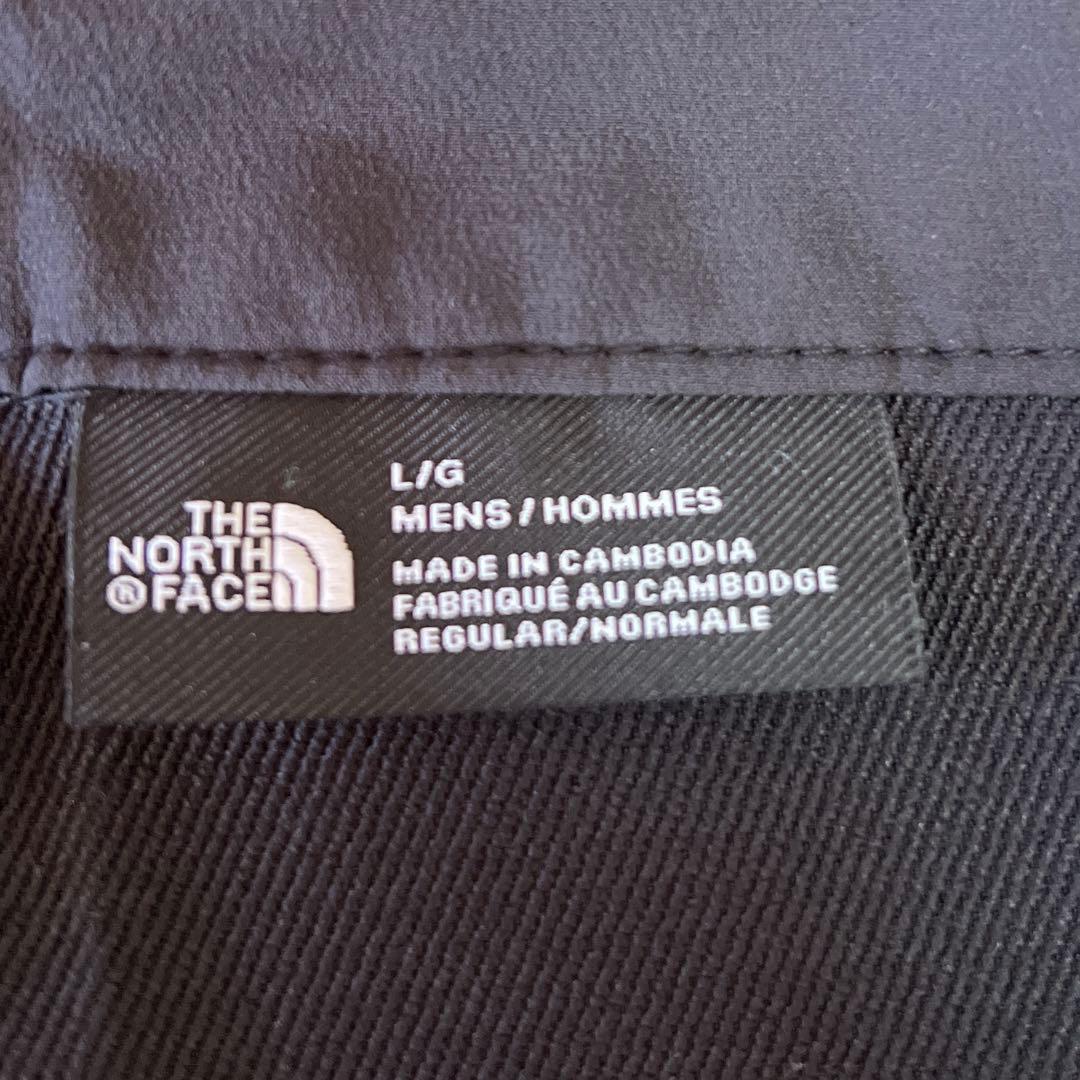 THE
NORTH
® FACE
L/G
MENS / HOMMES
MADE IN CAMBODIA
FABRIQUÉ AU CAMBODGE
REGULAR/NORMALE